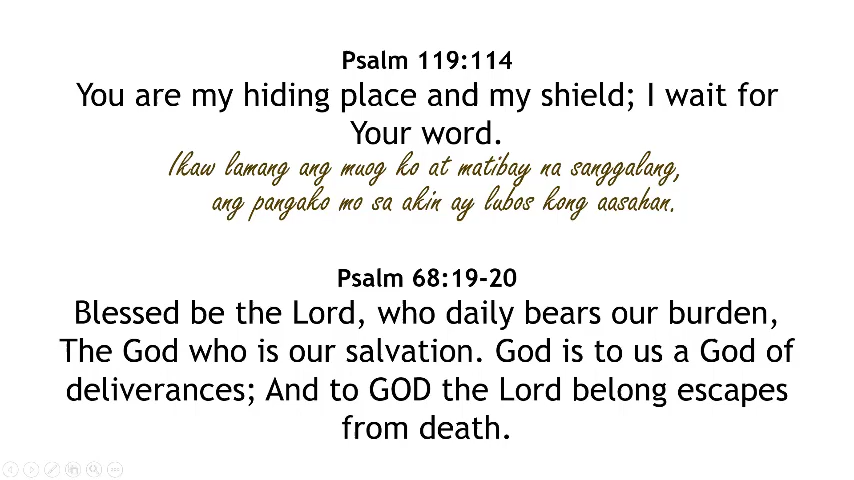 Psalm 119:114
You are my hiding place and my shield; I wait for
Your word.
Ikaw lamang ang muog ko at matibay na sanggalang,
ang pangako mo sa akin ay lubos kong aasahan.
Psalm 68:19-20
Blessed be the Lord, who daily bears our burden,
The God who is our salvation. God is to us a God of
deliverances; And to GOD the Lord belong escapes
from death.